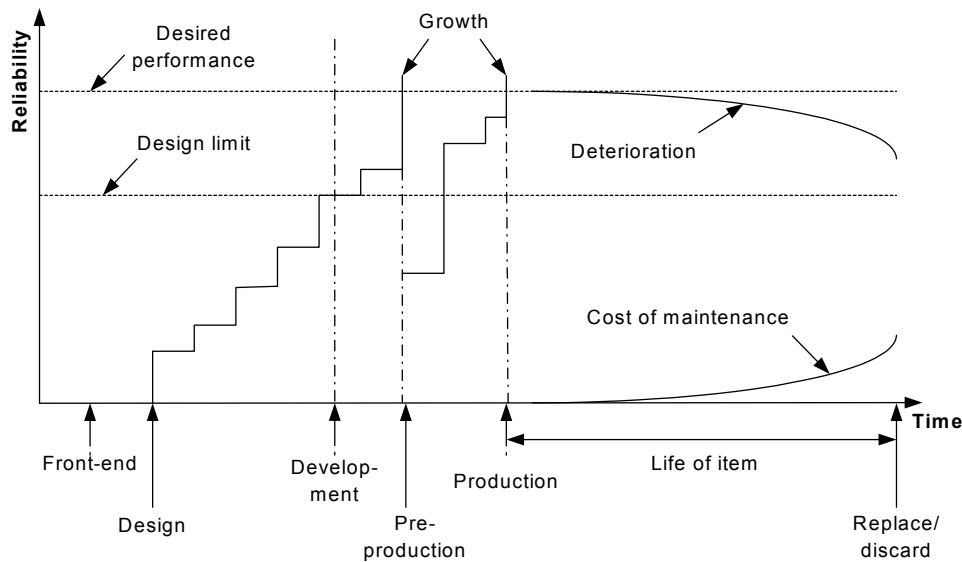 Growth
Desired
performance
Reliability
Design limit
Deterioration
Cost of maintenance
Time
Front-end
Develop-
ment
Production
Life of item
Design
Pre-
production
Replace/
discard